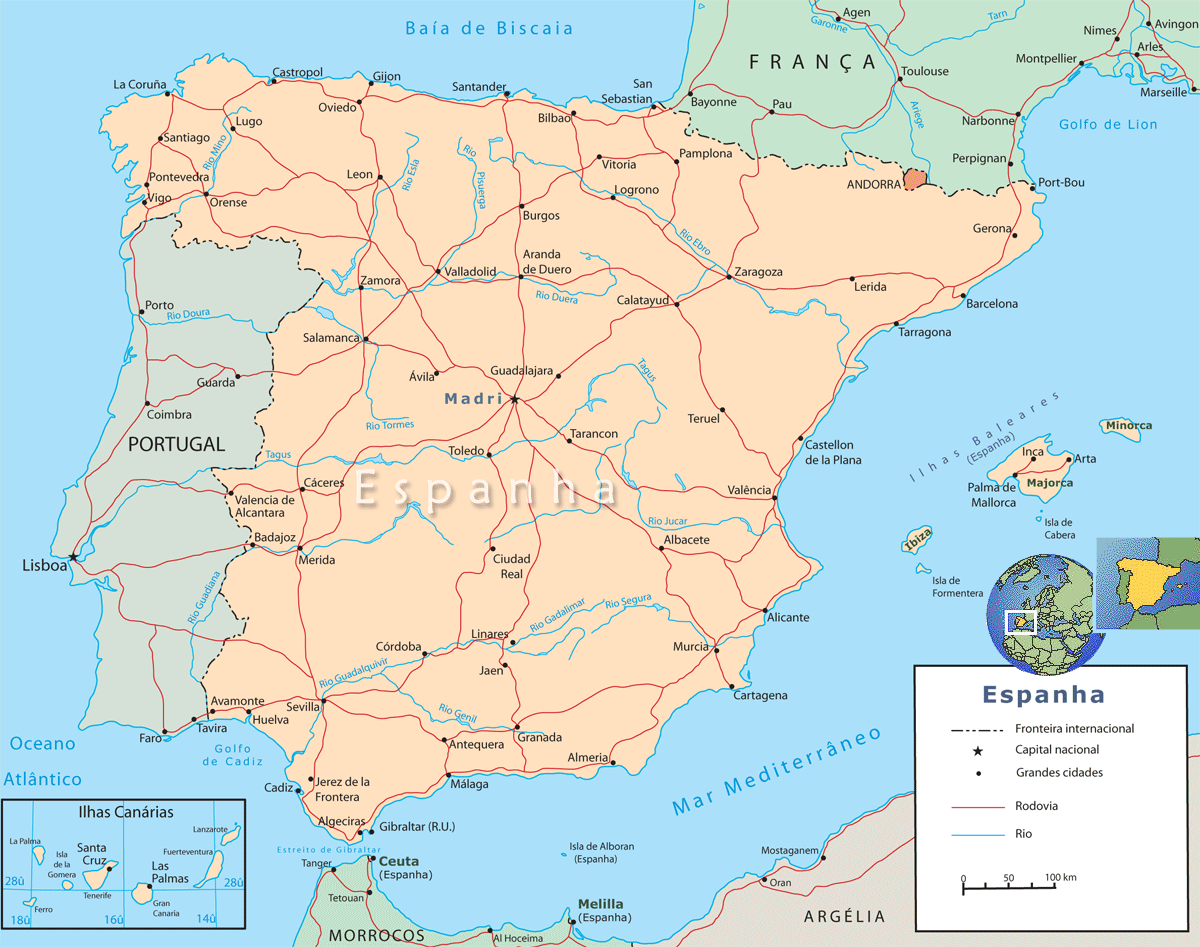 Baía de Biscaia
Agen
Garonne
Tarn
Avingon
Nimes
Arles
Montpellier
Marseille
FRANÇA
Toulouse
Castropol
Gijon
La Coruña
Santander
San
Sebastian
Bayonne
Pau
Ariege
Oviedo
Bilbao
Narbonne
Golfo de Lion
Lugo
Santiago
Rio Mino
Rio Esla
Rio
Pisuerga
Vitoria
Pamplona
Perpignan
Pontevedra
Leon
Logrono
ANDORRA
Port-Bou
Vigo
Orense
Burgos
Rio Ebro
Gerona
Aranda
de Duero
Zamora
Valladolid
Zaragoza
Lerida
Rio Duera
Calatayud
Barcelona
Porto
Rio Doura
Tarragona
Salamanca
Guarda
Ávila
Guadalajara
Tagus
Madri
Coimbra
Teruel
Rio Tormes
PORTUGAL
Tarancon
Castellon
de la Plana
Ilhas Baleares
(Espanha)
Minorca
Tagus
Toledo
Inca
Arta
Majorca
Palma de
Mallorca
Cáceres
Espanha
Valência
Valencia de
Alcantara
Rio Jucar
Isla de
Cabera
Badajoz
Albacete
Ibiza
Lisboa
Merida
Ciudad
Real
Isla de
Formentera
Rio Guadiana
Rio Gadalimar
Rio Segura
Alicante
Linares
Córdoba
Murcia
Jaen
Rio Guadalquivir
Cartagena
Avamonte
Sevilla
Huelva
Rio Genil
Tavira
Faro
Granada
Antequera
Oceano
Atlântico
Golfo
de Cadiz
Almeria
Mar Mediterrâneo
Jerez de la
Frontera
Cadiz
Málaga
Algeciras
Gibraltar (R.U.)
Estreito de Gibraltar
Tanger
Ceuta
(Espanha)
Isla de Alboran
(Espanha)
Mostaganem
Tetouan
Oran
Melilla
(Espanha)
MORROCOS
Al Hoceima
ARGÉLIA
Ilhas Canárias
Lanzarote
La Palma
Isla
de la
Gomera
Santa
Cruz
Fuerteventura
Las
Palmas
28û
28û
Tenerife
Ferro
Gran
Canaria
18û
16û
14û
Espanha
Fronteira internacional
Capital nacional
Grandes cidades
Rodovia
Rio
0
50
100 km